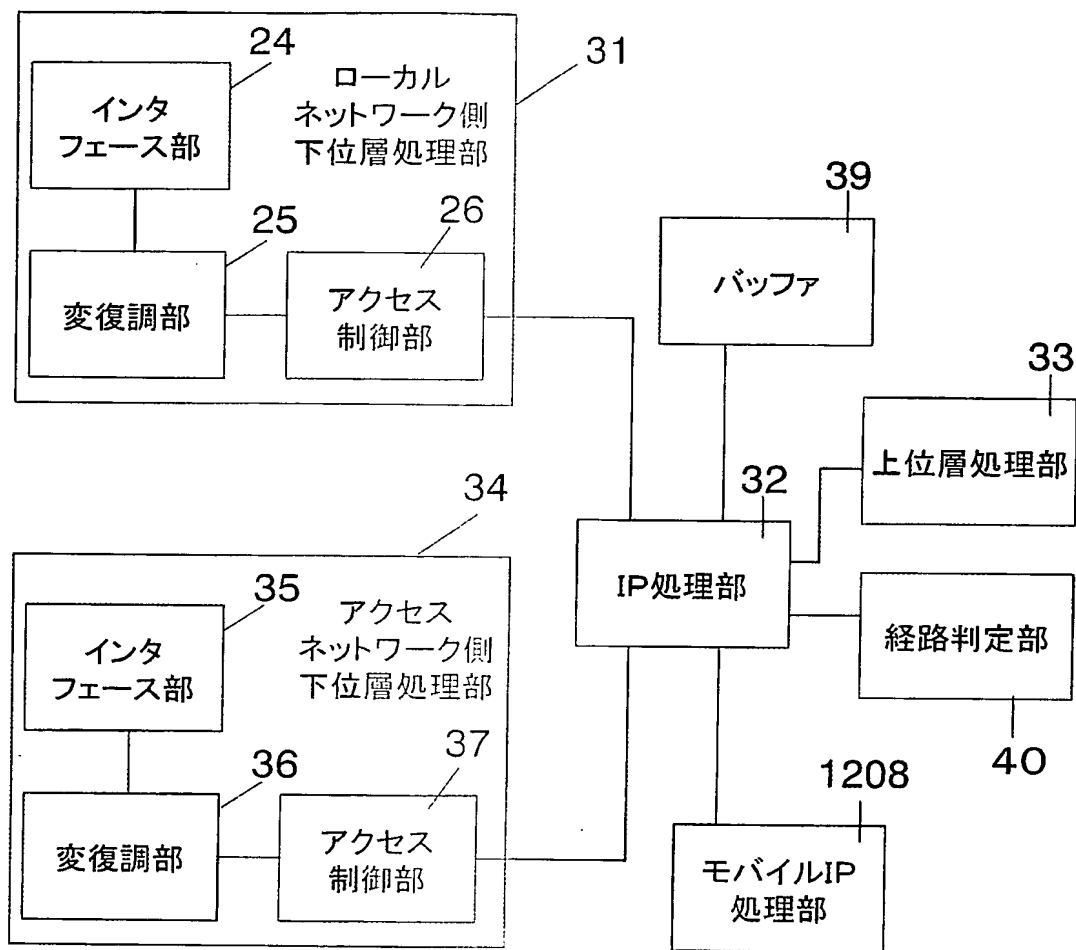 24
インタ
フェース部
ローカル
ネットワーク側
下位層処理部
31
25
変復調部
26
アクセス
制御部
39
バッファ
33
上位層処理部
32
IP処理部
経路判定部
40
34
35
インタ
フェース部
アクセス
ネットワーク側
下位層処理部
36
変復調部
37
アクセス
制御部
1208
モバイルIP
処理部